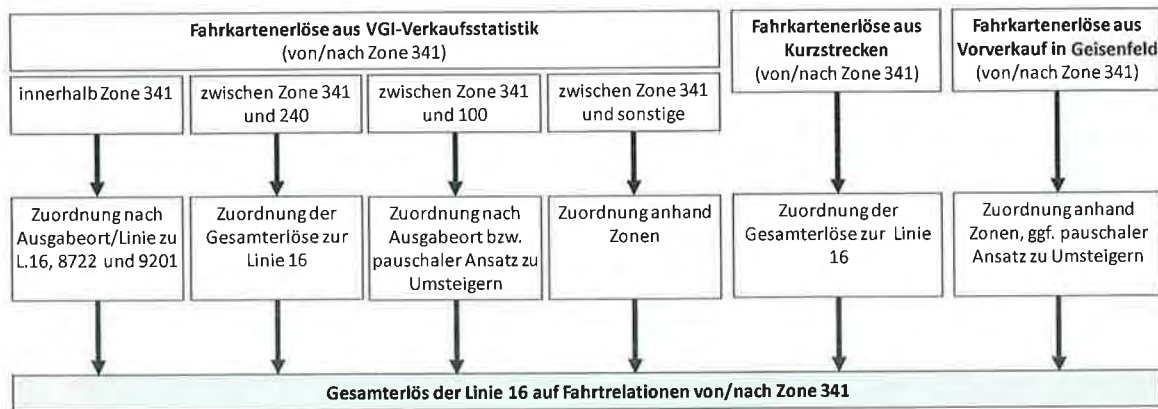 Fahrkartenerlöse aus VGI-Verkaufsstatistik
(von/nach Zone 341)
Fahrkartenerlöse aus
Kurzstrecken
(von/nach Zone 341)
Fahrkartenerlöse aus
Vorverkauf in Geisenfeld
(von/nach Zone 341)
innerhalb Zone 341
zwischen Zone 341
und 240
zwischen Zone 341
und 100
zwischen Zone 341
und sonstige
Zuordnung nach
Ausgabeort/Linie zu
L.16, 8722 und 9201
Zuordnung der
Gesamterlöse zur
Linie 16
Zuordnung nach
Ausgabeort bzw.
pauschaler Ansatz zu
Umsteigern
Zuordnung anhand
Zonen
Zuordnung der
Gesamterlöse zur Linie
16
Zuordnung anhand
Zonen, ggf. pauschaler
Ansatz zu Umsteigern
Gesamterlös der Linie 16 auf Fahrtrelationen von/nach Zone 341